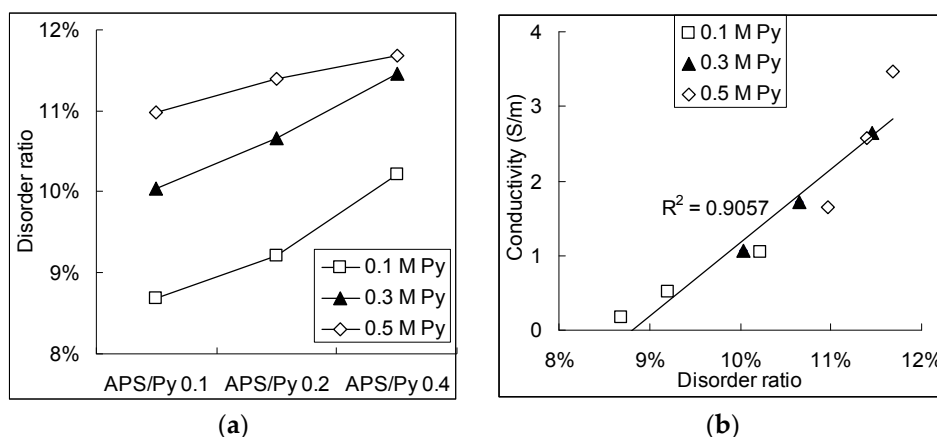 12%
11%
10%
9%
8%
Disorder ratio
0.1 M Py
0.3 M Py
0.5 M Py
APS/Py 0.1 APS/Py 0.2 APS/Py 0.4
(a)
4
3
2
1
0
Conductivity (S/m)
0.1 M Py
0.3 M Py
0.5 M Py
R² = 0.9057
8% 9% 10% 11% 12%
Disorder ratio
(b)